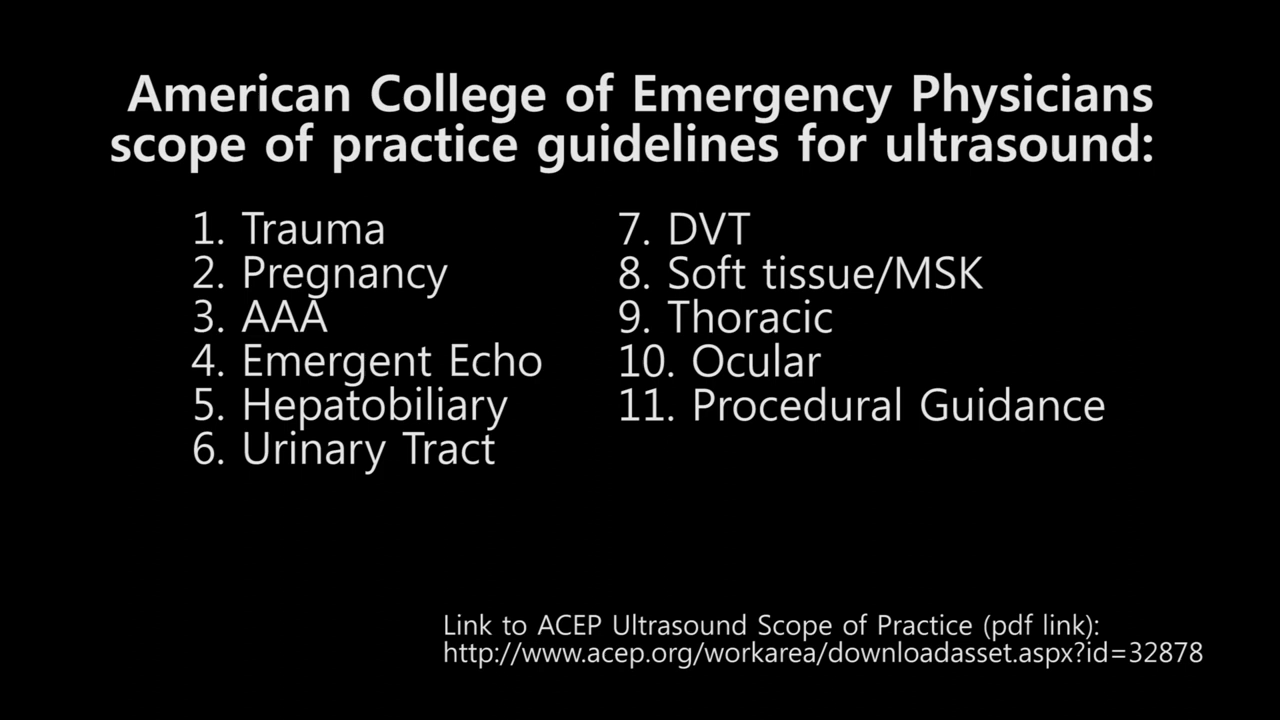 American College of Emergency Physicians
scope of practice guidelines for ultrasound:
1. Trauma
2. Pregnancy
3. AAA
4. Emergent Echo
5. Hepatobiliary
6. Urinary Tract
7. DVT
8. Soft tissue/MSK
9. Thoracic
10. Ocular
11. Procedural Guidance
Link to ACEP Ultrasound Scope of Practice (pdf link):
http://www.acep.org/workarea/downloadasset.aspx?id=32878